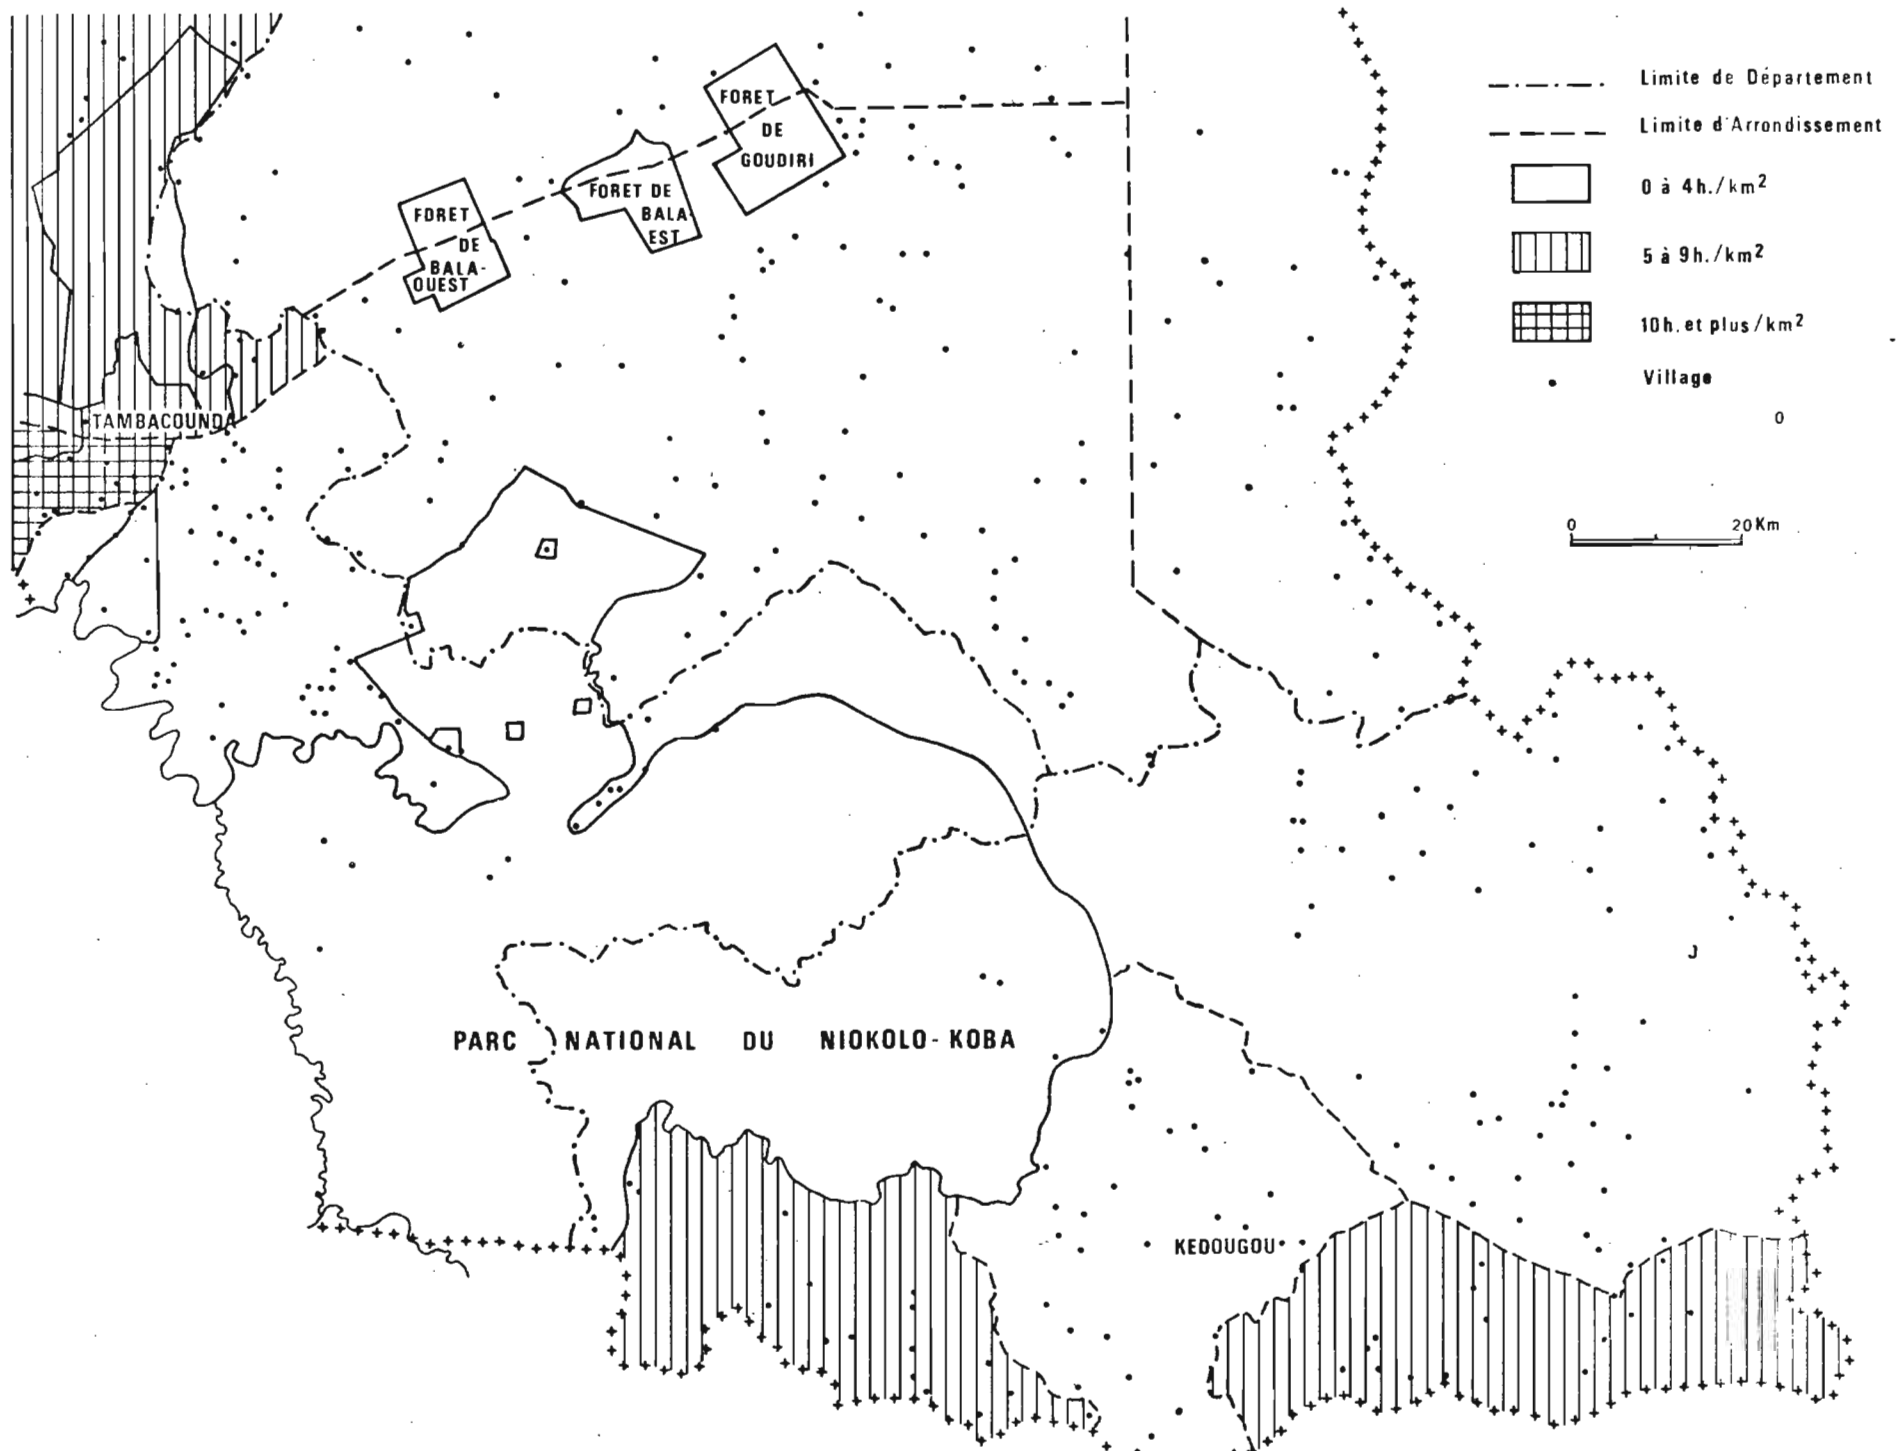 Limite de Département
Limite d'Arrondissement
0 à 4h./km²
5 à 9h./km²
10h. et plus/km²
Village
0 20Km
FORET
DE
GOUDIRI
FORET DE
BALA-
EST
FORET
DE
BALA-
OUEST
TAMBACOUNDA
PARC NATIONAL DU NIOKOLO-KOBA
KEDOUGOU